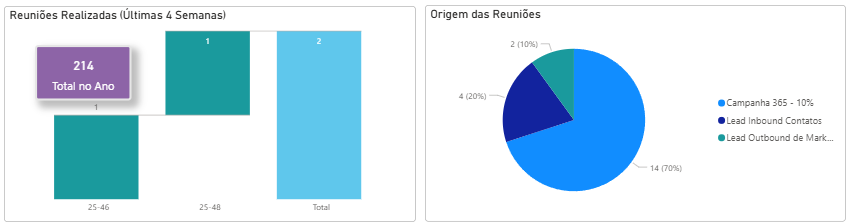 Reuniões Realizadas (Últimas 4 Semanas)
214
Total no Ano
1
1
2
25-46
25-48
Total
Origem das Reuniões
2 (10%)
4 (20%)
14 (70%)
Campanha 365 - 10%
Lead Inbound Contatos
Lead Outbound de Mark...